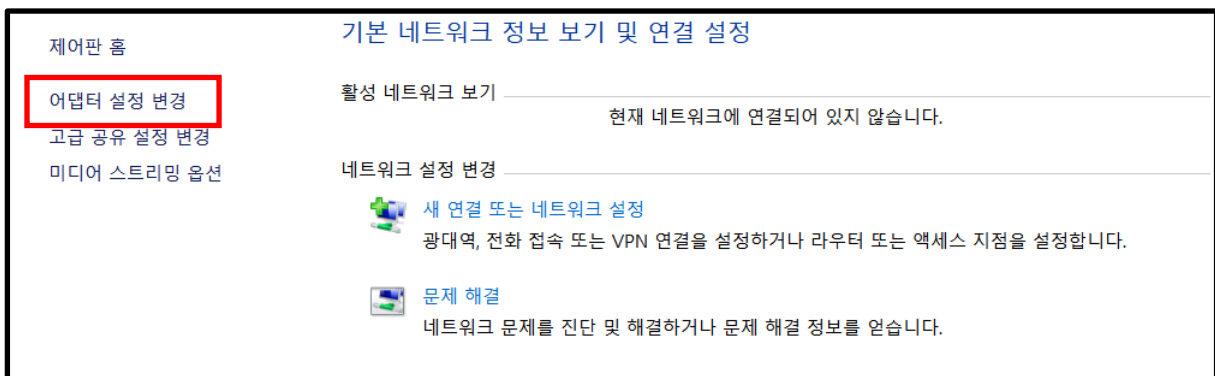 제어판 홈
어댑터 설정 변경
고급 공유 설정 변경
미디어 스트리밍 옵션
기본 네트워크 정보 보기 및 연결 설정
활성 네트워크 보기
현재 네트워크에 연결되어 있지 않습니다.
네트워크 설정 변경
새 연결 또는 네트워크 설정
광대역, 전화 접속 또는 VPN 연결을 설정하거나 라우터 또는 액세스 지점을 설정합니다.
문제 해결
네트워크 문제를 진단 및 해결하거나 문제 해결 정보를 얻습니다.